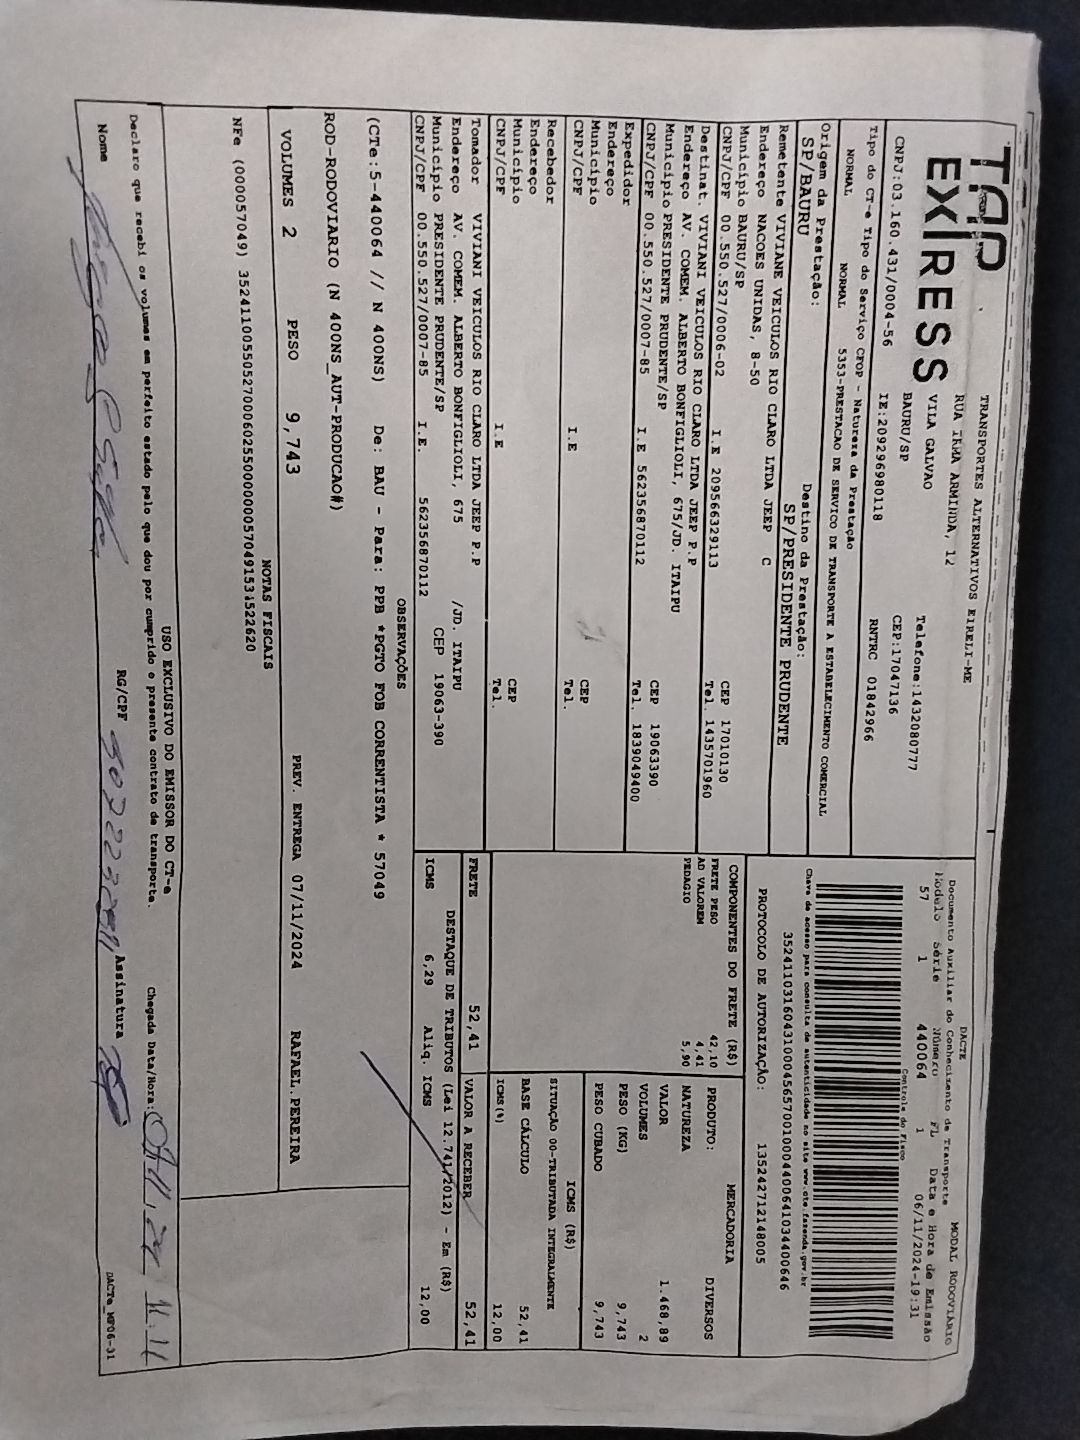 TAP EXPRESS
TRANSPORTES ALTERNATIVOS EIRELI-ME
RUA IRMA ARMINDA, 12
VILA GALVAO Telefone:1432080777
BAURU/SP CEP:17047136
CNPJ:03.160.431/0004-56 IE:209296980118 RNTRC 01842966
Tipo do CT-e Tipo do Serviço CFOP - Natureza da Prestação
NORMAL NORMAL 5353-PRESTACAO DE SERVICO DE TRANSPORTE A ESTABELECIMENTO COMERCIAL
Origem da Prestação: Destino da Prestação:
SP/BAURU SP/PRESIDENTE PRUDENTE
Remetente VIVIANE VEICULOS RIO CLARO LTDA JEEP C
Endereço NACOES UNIDAS, 8-50
Município BAURU/SP CEP 17010130
CNPJ/CPF 00.550.527/0006-02 I.E 209566329113 Tel. 1435701960
Destinat. VIVIANI VEICULOS RIO CLARO LTDA JEEP P.P
Endereço AV. COMEM. ALBERTO BONFIGLIOLI, 675/JD. ITAIPU
Município PRESIDENTE PRUDENTE/SP CEP 19063390
CNPJ/CPF 00.550.527/0007-85 I.E 562356870112 Tel. 1839049400
Expedidor
Endereço
Município CEP
CNPJ/CPF I.E Tel.
Recebedor
Endereço
Município CEP
CNPJ/CPF I.E Tel.
Tomador VIVIANI VEICULOS RIO CLARO LTDA JEEP P.P
Endereço AV. COMEM. ALBERTO BONFIGLIOLI, 675 /JD. ITAIPU
Município PRESIDENTE PRUDENTE/SP CEP 19063-390
CNPJ/CPF 00.550.527/0007-85 I.E. 562356870112
DACTE MODAL RODOVIÁRIO
Documento Auxiliar do Conhecimento de Transporte
Modelo Série Número FL Data e Hora de Emissão
57 1 440064 1 06/11/2024-19:31
Controle do Fisco
Chave de acesso para consulta de autenticidade no site www.cte.fazenda.gov.br
35241103160431000456570010004400641034400646
PROTOCOLO DE AUTORIZAÇÃO: 135242712148005
COMPONENTES DO FRETE (R$)
FRETE PESO 42,10
AD VALOREM 4,41
PEDAGIO 5,90
MERCADORIA
PRODUTO: DIVERSOS
NATUREZA
VALOR 1.468,89
VOLUMES 2
PESO (KG) 9,743
PESO CUBADO 9,743
ICMS (R$)
SITUAÇÃO 00-TRIBUTADA INTEGRALMENTE
BASE CÁLCULO 52,41
ICMS(%) 12,00
FRETE 52,41 VALOR A RECEBER 52,41
DESTAQUE DE TRIBUTOS (Lei 12.741/2012) - Em (R$)
ICMS 6,29 Aliq. ICMS 12,00
OBSERVAÇÕES
(CTe:5-440064 // N 400NS) De: BAU - Para: PPB *PGTO FOB CORRENTISTA * 57049
ROD-RODOVIARIO (N 400NS_AUT-PRODUCAO#)
VOLUMES 2 PESO 9,743 PREV. ENTREGA 07/11/2024 RAFAEL.PEREIRA
NOTAS FISCAIS
USO EXCLUSIVO DO EMISSOR DO CT-e
Declaro que recebi os volumes em perfeito estado pelo que dou por cumprido o presente contrato de transporte. Chegada Data/Hora:
Nome RG/CPF Assinatura
DACTe_MP06-31